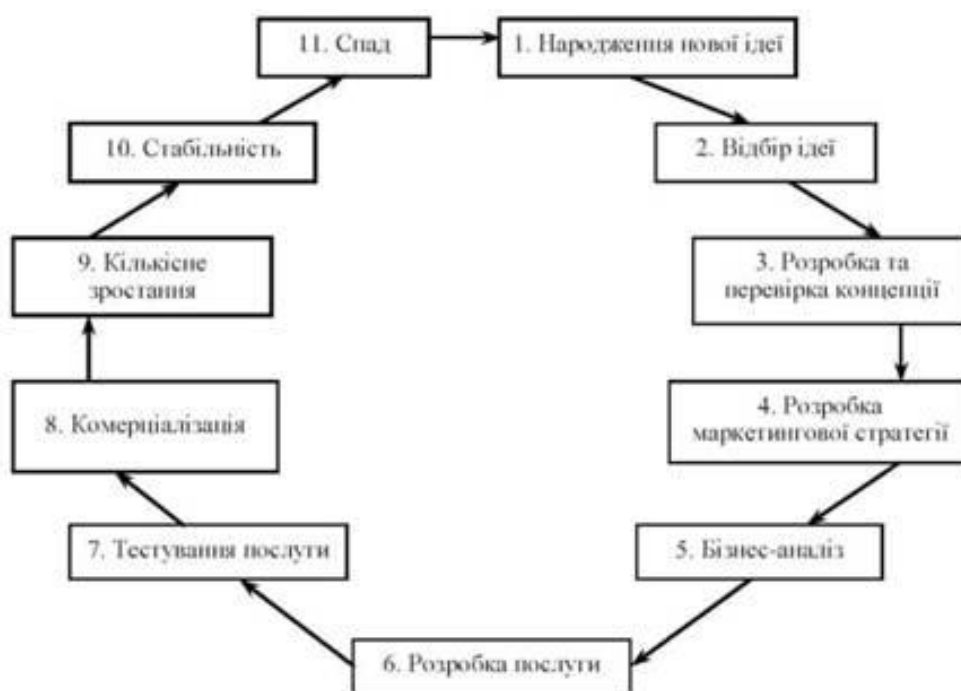 11. Спад
1. Народження нової ідеї
10. Стабільність
2. Відбір ідеї
9. Кількісне
зростання
3. Розробка та
перевірка концепції
8. Комерціалізація
4. Розробка
маркетингової стратегії
7. Тестування послуги
5. Бізнес-аналіз
6. Розробка послуги